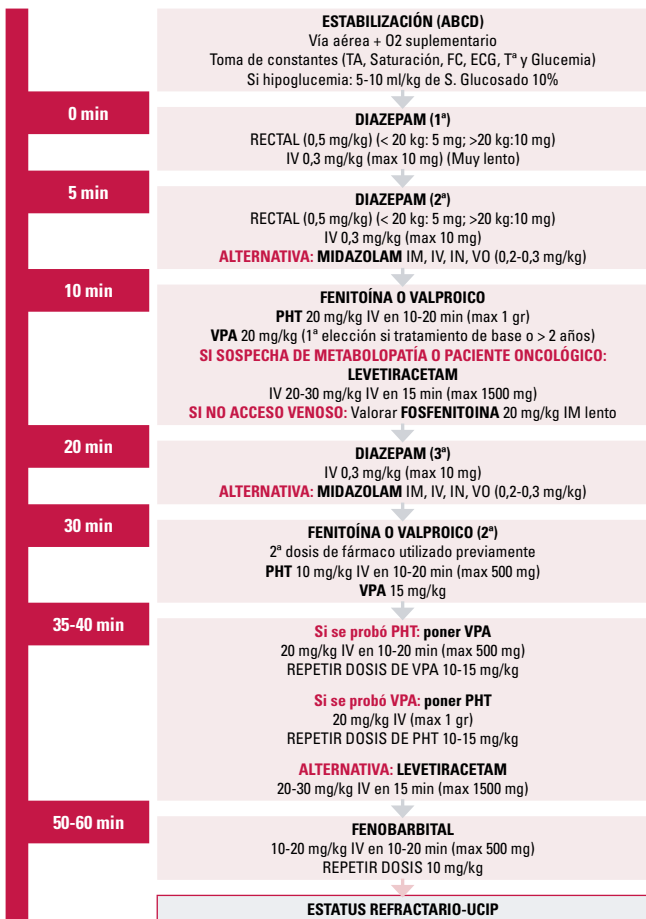 ESTABILIZACIÓN (ABCD)
Vía aérea + O2 suplementario
Toma de constantes (TA, Saturación, FC, ECG, Tª y Glucemia)
Si hipoglucemia: 5-10 ml/kg de S. Glucosado 10%
0 min
DIAZEPAM (1ª)
RECTAL (0,5 mg/kg) (< 20 kg: 5 mg; >20 kg:10 mg)
IV 0,3 mg/kg (max 10 mg) (Muy lento)
5 min
DIAZEPAM (2ª)
RECTAL (0,5 mg/kg) (< 20 kg: 5 mg; >20 kg:10 mg)
IV 0,3 mg/kg (max 10 mg)
ALTERNATIVA: MIDAZOLAM IM, IV, IN, VO (0,2-0,3 mg/kg)
10 min
FENITOÍNA O VALPROICO
PHT 20 mg/kg IV en 10-20 min (max 1 gr)
VPA 20 mg/kg (1ª elección si tratamiento de base o > 2 años)
SI SOSPECHA DE METABOLOPATÍA O PACIENTE ONCOLÓGICO:
LEVETIRACETAM
IV 20-30 mg/kg IV en 15 min (max 1500 mg)
SI NO ACCESO VENOSO: Valorar FOSFENITOINA 20 mg/kg IM lento
20 min
DIAZEPAM (3ª)
IV 0,3 mg/kg (max 10 mg)
ALTERNATIVA: MIDAZOLAM IM, IV, IN, VO (0,2-0,3 mg/kg)
30 min
FENITOÍNA O VALPROICO (2ª)
2ª dosis de fármaco utilizado previamente
PHT 10 mg/kg IV en 10-20 min (max 500 mg)
VPA 15 mg/kg
35-40 min
Si se probó PHT: poner VPA
20 mg/kg IV en 10-20 min (max 500 mg)
REPETIR DOSIS DE VPA 10-15 mg/kg
Si se probó VPA: poner PHT
20 mg/kg IV (max 1 gr)
REPETIR DOSIS DE PHT 10-15 mg/kg
ALTERNATIVA: LEVETIRACETAM
20-30 mg/kg IV en 15 min (max 1500 mg)
50-60 min
FENOBARBITAL
10-20 mg/kg IV en 10-20 min (max 500 mg)
REPETIR DOSIS 10 mg/kg
ESTATUS REFRACTARIO-UCIP